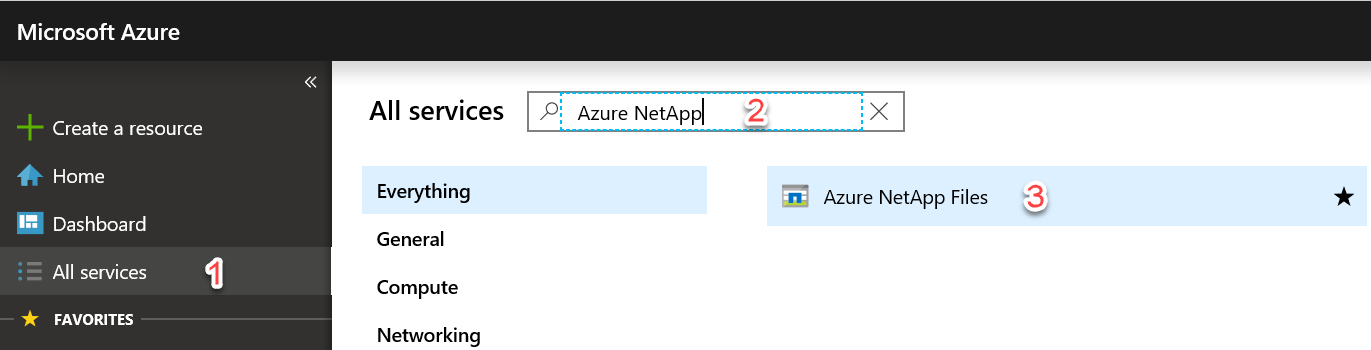 Microsoft Azure
«
Create a resource
Home
Dashboard
All services 1
FAVORITES
All services Azure NetApp 2
Everything
General
Compute
Networking
Azure NetApp Files 3